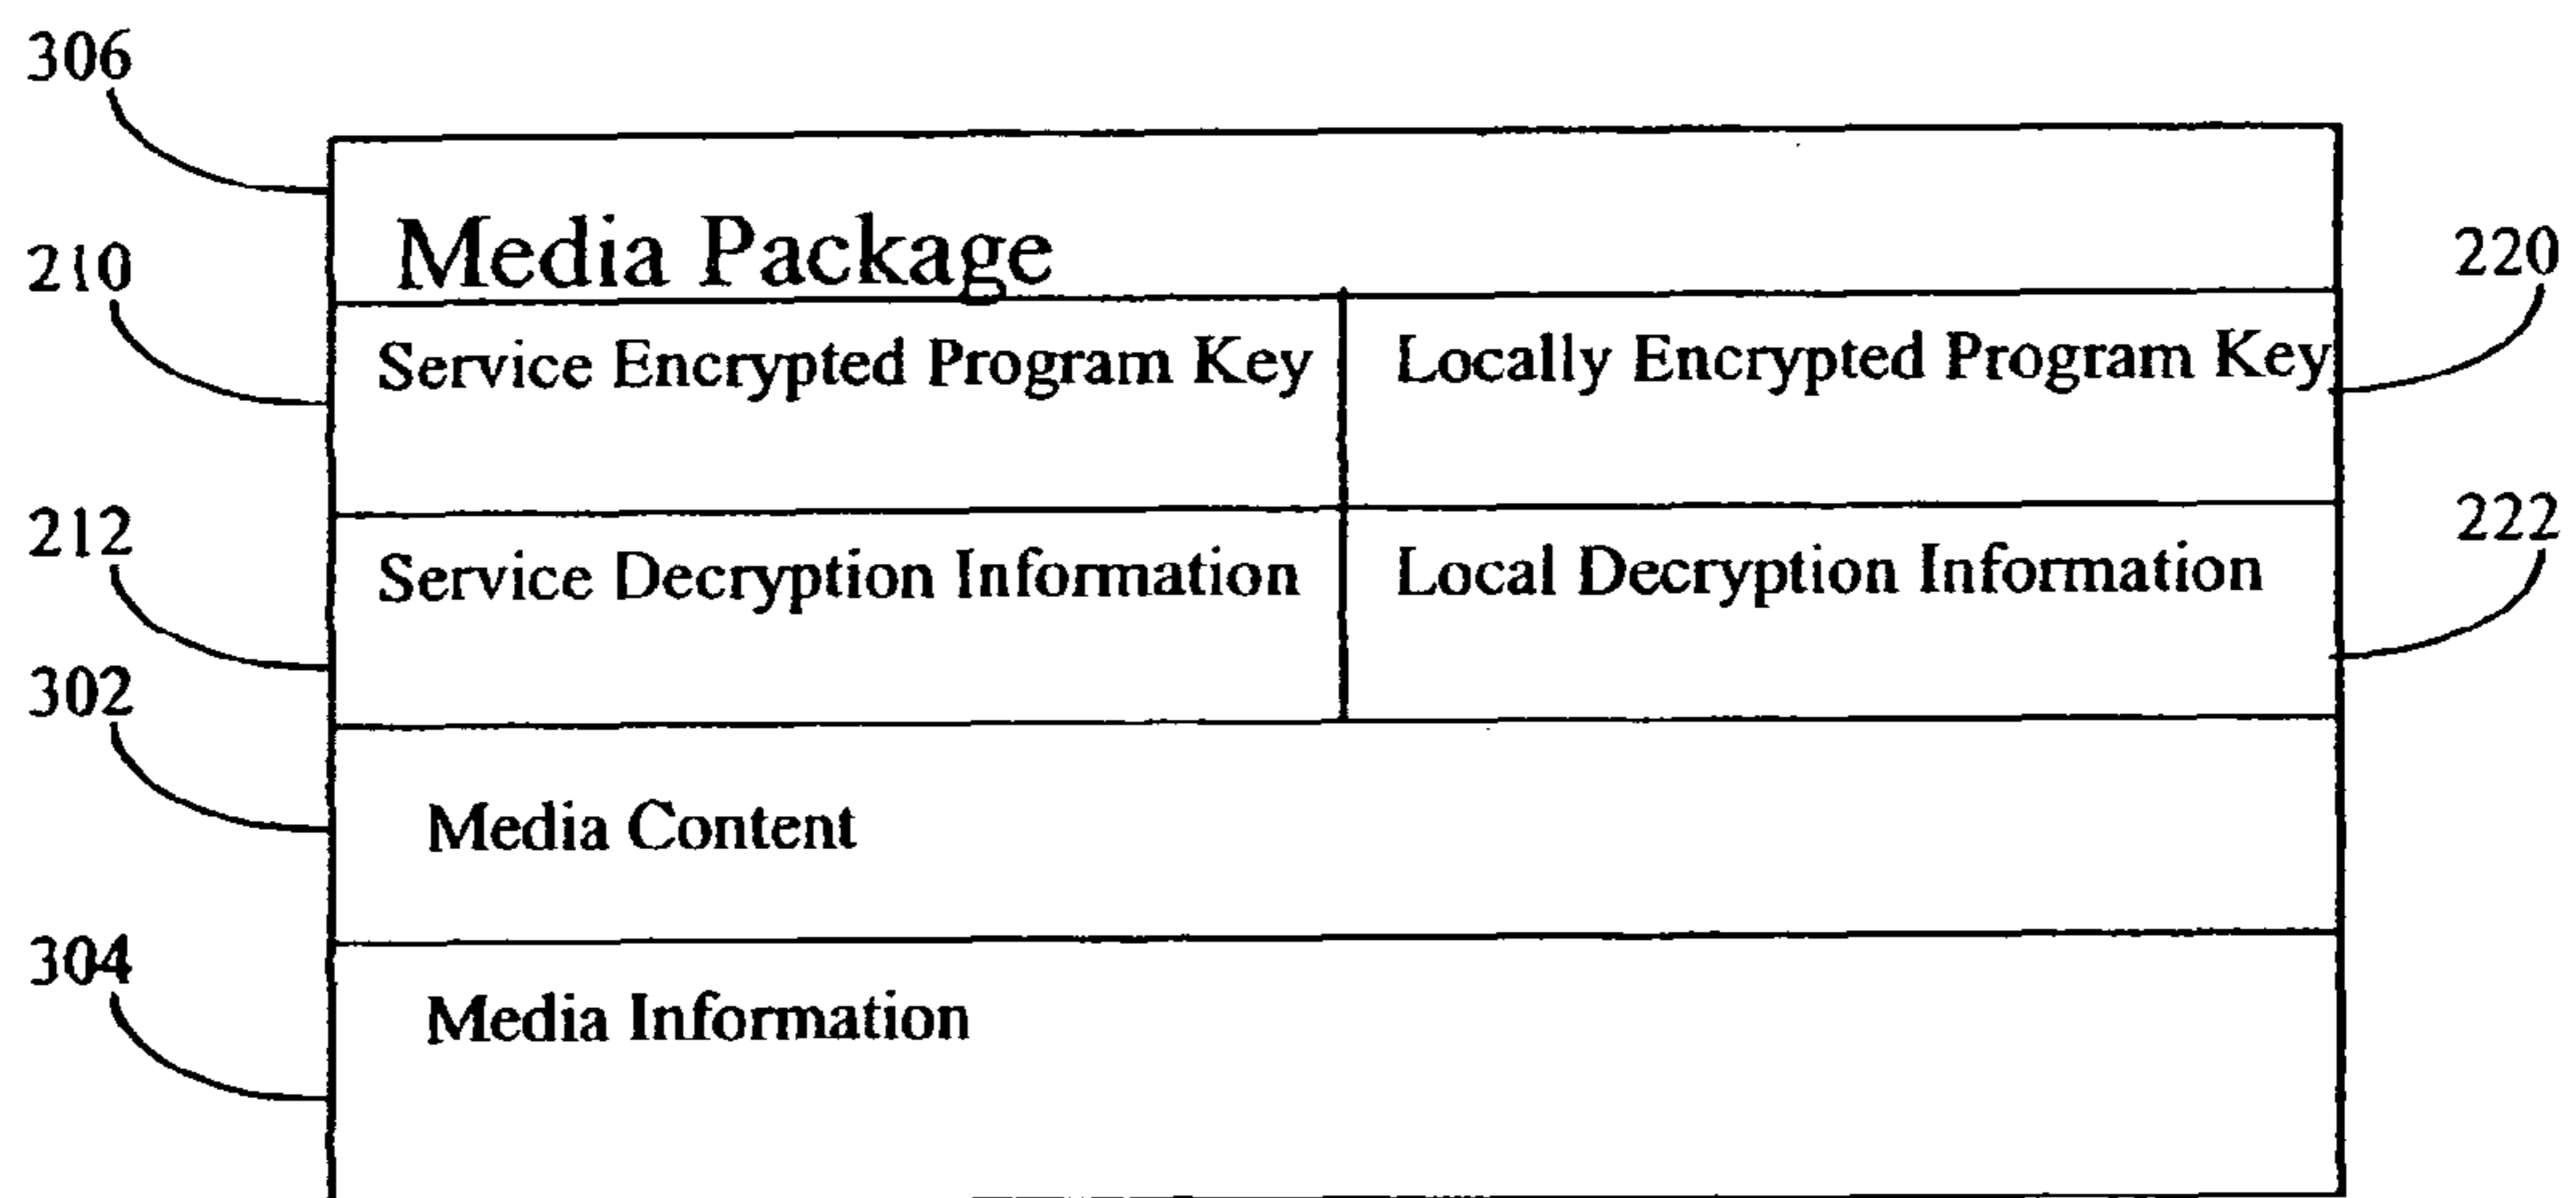 306
Media Package
210
220
Service Encrypted Program Key
Locally Encrypted Program Key
212
222
Service Decryption Information
Local Decryption Information
302
Media Content
304
Media Information